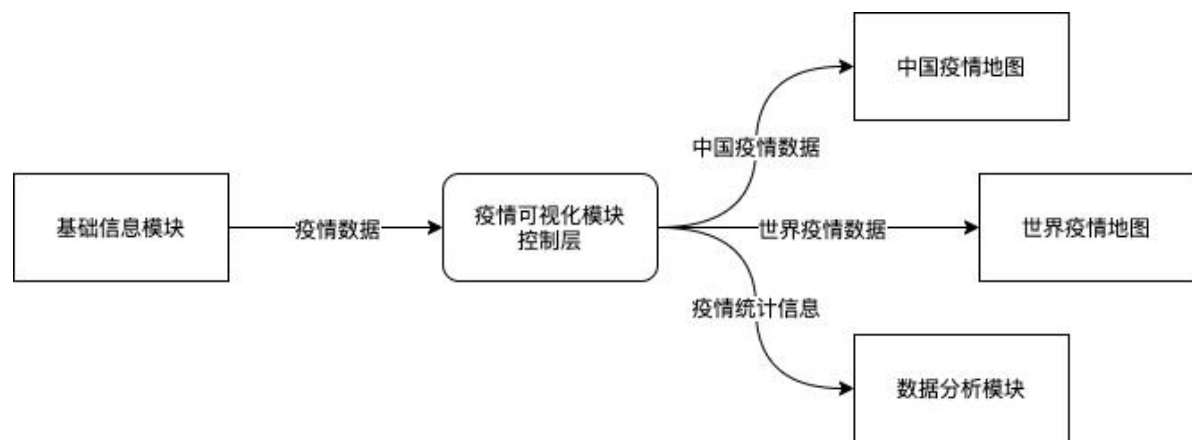 中国疫情地图
中国疫情数据
基础信息模块
疫情数据
疫情可视化模块
控制层
世界疫情数据
世界疫情地图
疫情统计信息
数据分析模块